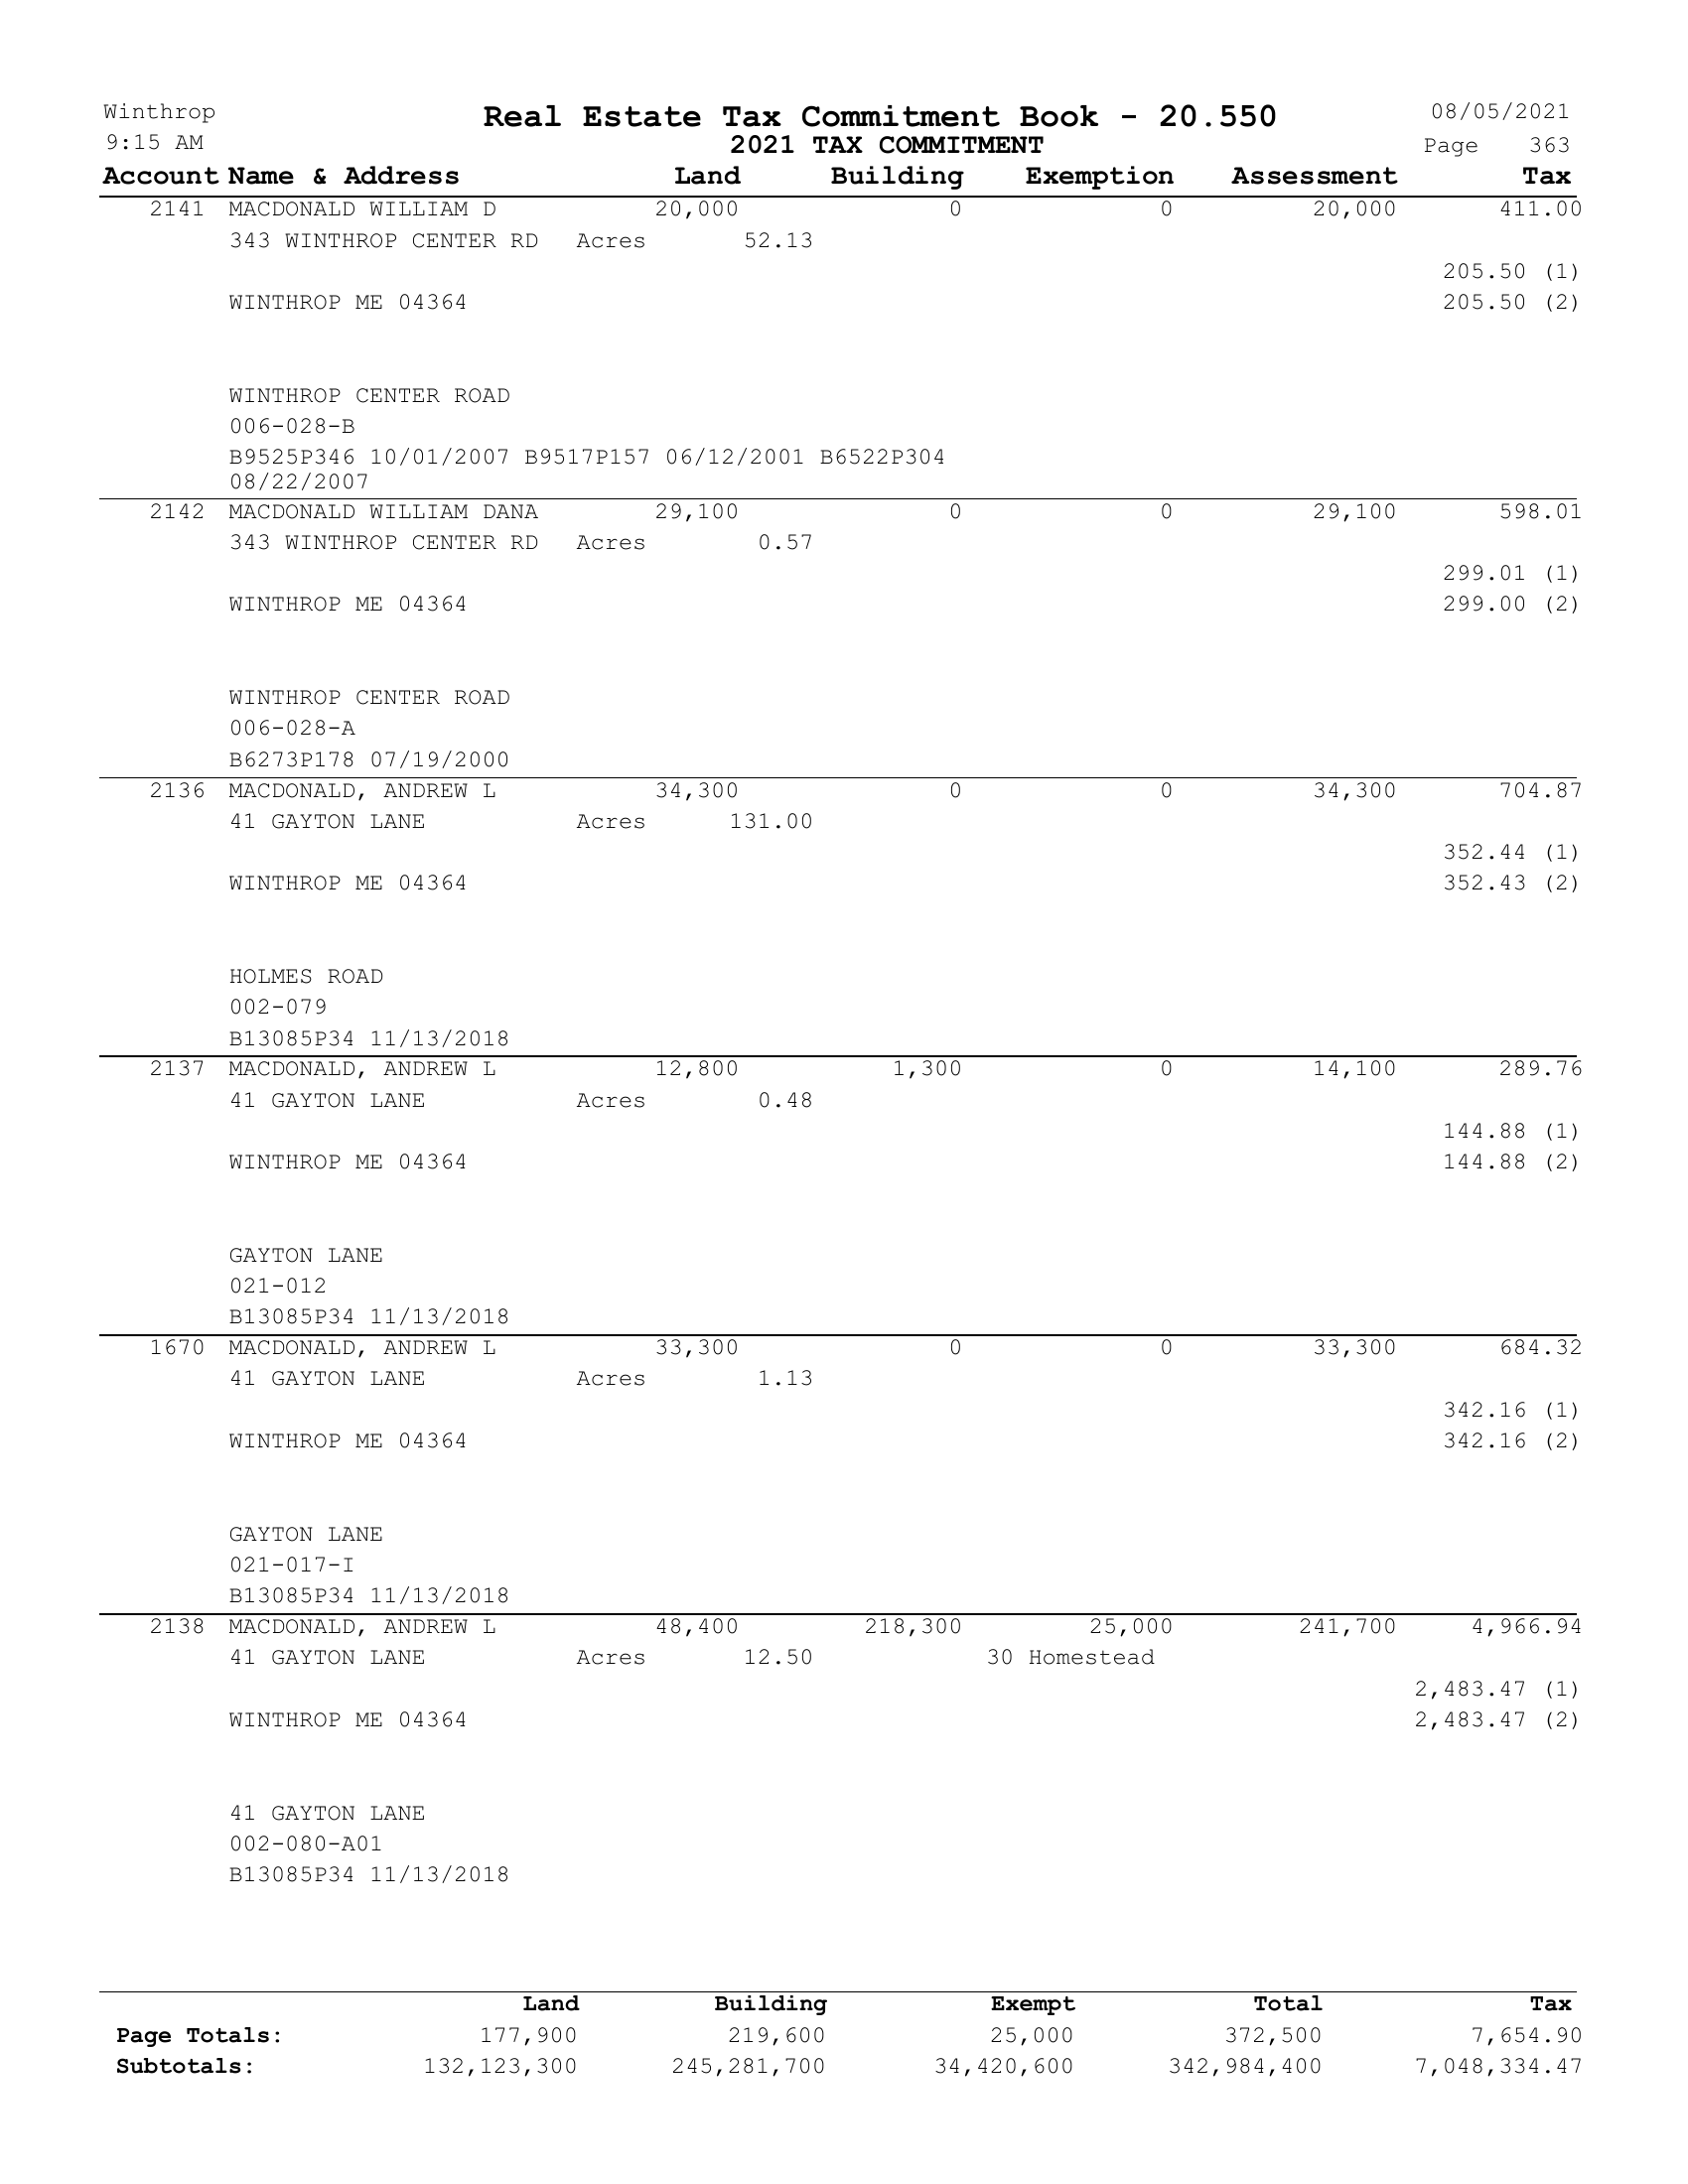 Winthrop Real Estate Tax Commitment Book - 20.550 08/05/2021
9:15 AM 2021 TAX COMMITMENT Page 363
Account Name & Address Land Building Exemption Assessment Tax
2141 MACDONALD WILLIAM D 20,000 0 0 20,000 411.00
343 WINTHROP CENTER RD Acres 52.13
205.50 (1)
WINTHROP ME 04364 205.50 (2)
WINTHROP CENTER ROAD
006-028-B
B9525P346 10/01/2007 B9517P157 06/12/2001 B6522P304
08/22/2007
2142 MACDONALD WILLIAM DANA 29,100 0 0 29,100 598.01
343 WINTHROP CENTER RD Acres 0.57
299.01 (1)
WINTHROP ME 04364 299.00 (2)
WINTHROP CENTER ROAD
006-028-A
B6273P178 07/19/2000
2136 MACDONALD, ANDREW L 34,300 0 0 34,300 704.87
41 GAYTON LANE Acres 131.00
352.44 (1)
WINTHROP ME 04364 352.43 (2)
HOLMES ROAD
002-079
B13085P34 11/13/2018
2137 MACDONALD, ANDREW L 12,800 1,300 0 14,100 289.76
41 GAYTON LANE Acres 0.48
144.88 (1)
WINTHROP ME 04364 144.88 (2)
GAYTON LANE
021-012
B13085P34 11/13/2018
1670 MACDONALD, ANDREW L 33,300 0 0 33,300 684.32
41 GAYTON LANE Acres 1.13
342.16 (1)
WINTHROP ME 04364 342.16 (2)
GAYTON LANE
021-017-I
B13085P34 11/13/2018
2138 MACDONALD, ANDREW L 48,400 218,300 25,000 241,700 4,966.94
41 GAYTON LANE Acres 12.50 30 Homestead
2,483.47 (1)
WINTHROP ME 04364 2,483.47 (2)
41 GAYTON LANE
002-080-A01
B13085P34 11/13/2018
Land Building Exempt Total Tax
Page Totals: 177,900 219,600 25,000 372,500 7,654.90
Subtotals: 132,123,300 245,281,700 34,420,600 342,984,400 7,048,334.47